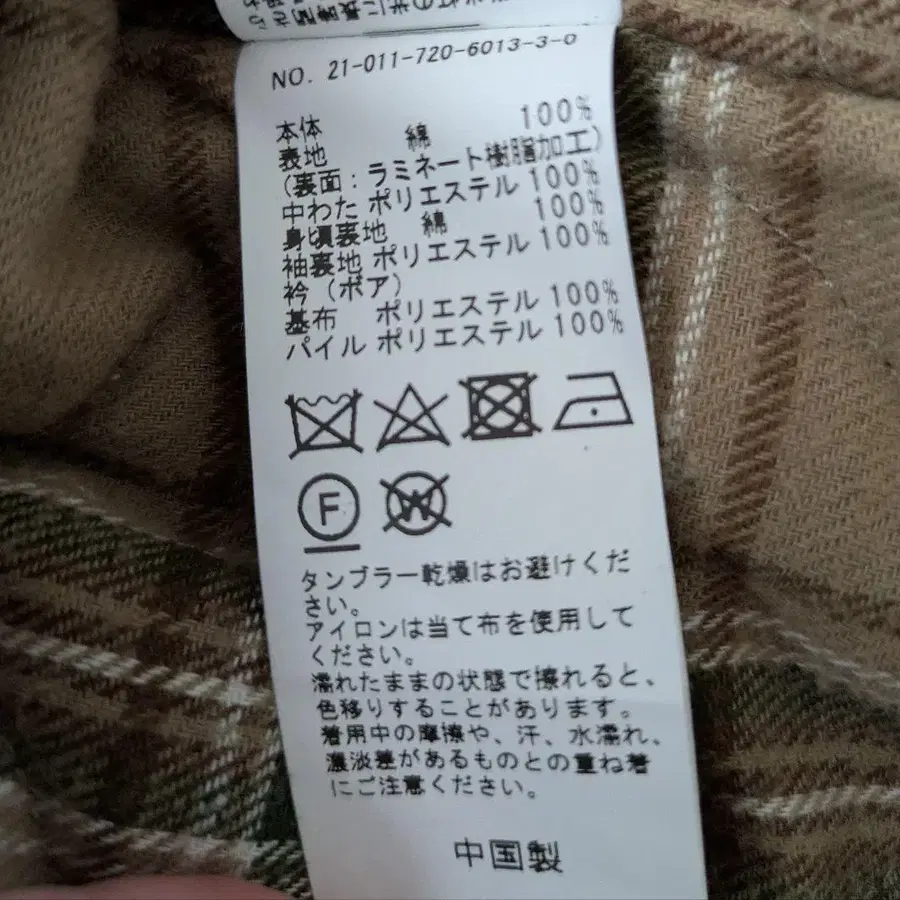 の光に長時間さ
NO. 21-011-720-6013-3-0
本体
表地 綿 100%
(裏面:ラミネート樹脂加工)
中わた ポリエステル 100%
身頃裏地 綿 100%
袖裏地 ポリエステル 100%
衿(ボア)
基布 ポリエステル 100%
パイル ポリエステル 100%
F W
タンブラー乾燥はお避けくだ
さい。
アイロンは当て布を使用して
ください。
濡れたままの状態で擦れると、
色移りすることがあります。
着用中の摩擦や、汗、水濡れ、
濃淡差があるものとの重ね着
にご注意ください。
中国製